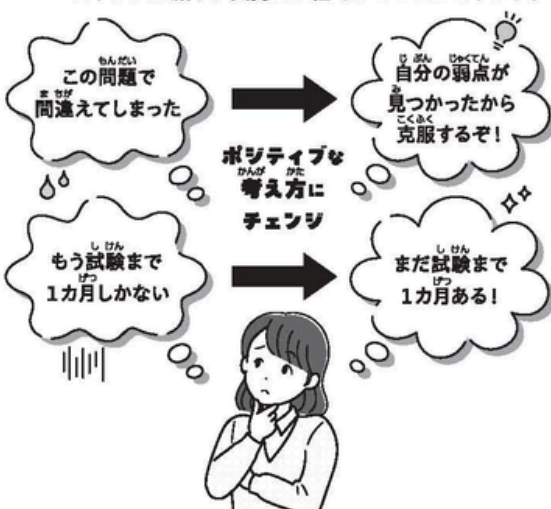 この問題で
間違えてしまった
自分の弱点が
見つかったから
克服するぞ！
ポジティブな
考え方に
チェンジ
もう試験まで
1カ月しかない
まだ試験まで
1カ月ある！